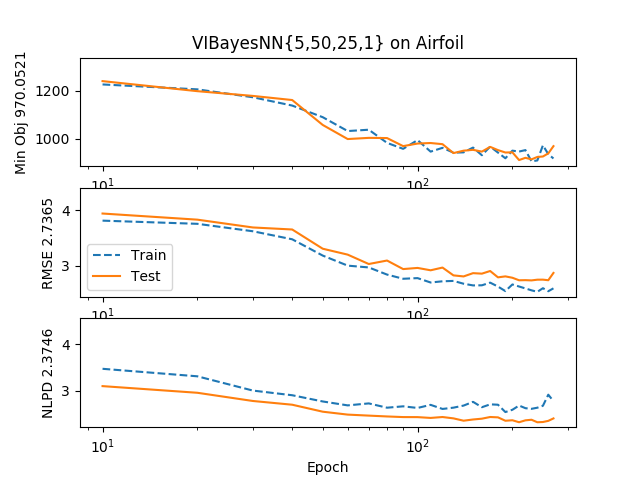 VIBayesNN{5,50,25,1} on Airfoil
Min Obj 970.0521
1200
1000
10¹ 10²
RMSE 2.7365
4
3
Train
Test
10¹ 10²
NLPD 2.3746
4
3
10¹ 10²
Epoch